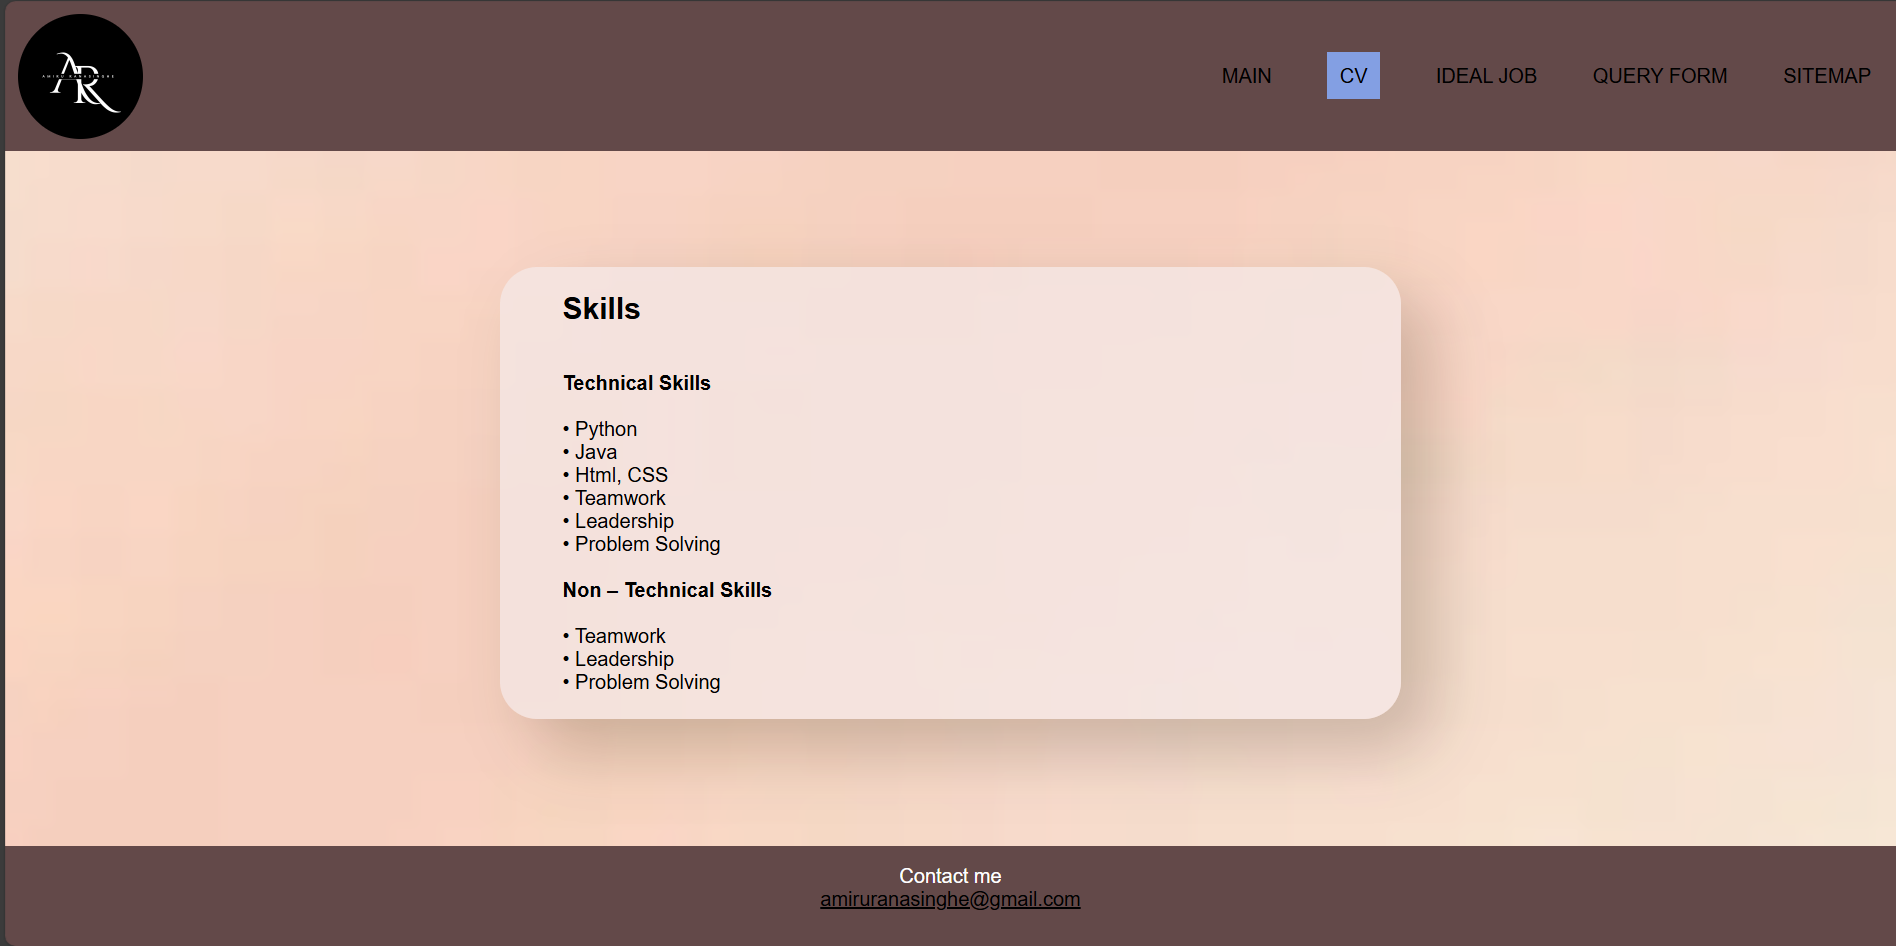 AR
AMIRU RANASINGHE
MAIN
CV
IDEAL JOB
QUERY FORM
SITEMAP
Skills
Technical Skills
• Python
• Java
• Html, CSS
• Teamwork
• Leadership
• Problem Solving
Non – Technical Skills
• Teamwork
• Leadership
• Problem Solving
Contact me
amiruranasinghe@gmail.com